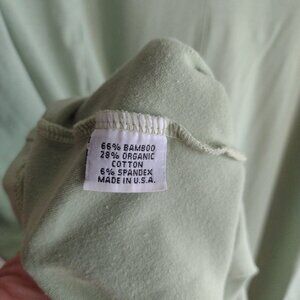 66% BAMBOO
28% ORGANIC
COTTON
6% SPANDEX
MADE IN U.S.A.